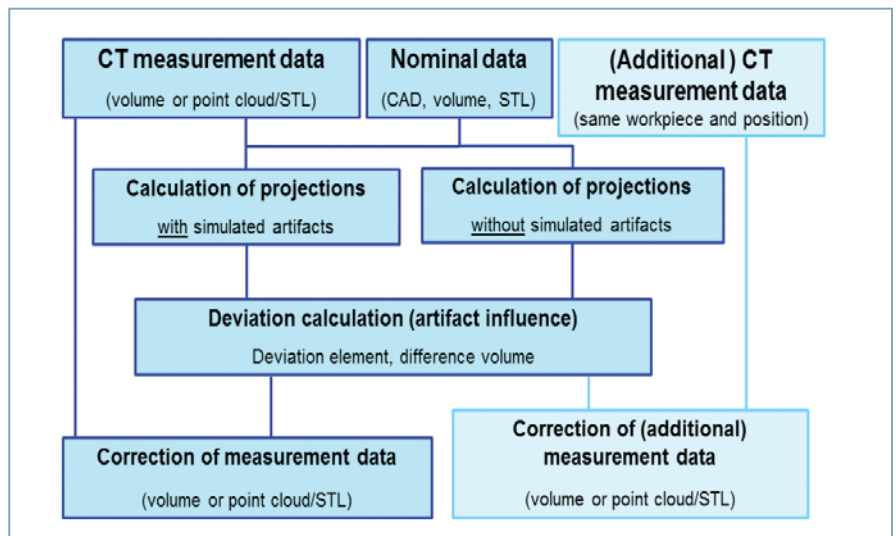 CT measurement data
(volume or point cloud/STL)
Nominal data
(CAD, volume, STL)
(Additional ) CT
measurement data
(same workpiece and position)
Calculation of projections
with simulated artifacts
Calculation of projections
without simulated artifacts
Deviation calculation (artifact influence)
Deviation element, difference volume
Correction of measurement data
(volume or point cloud/STL)
Correction of (additional)
measurement data
(volume or point cloud/STL)